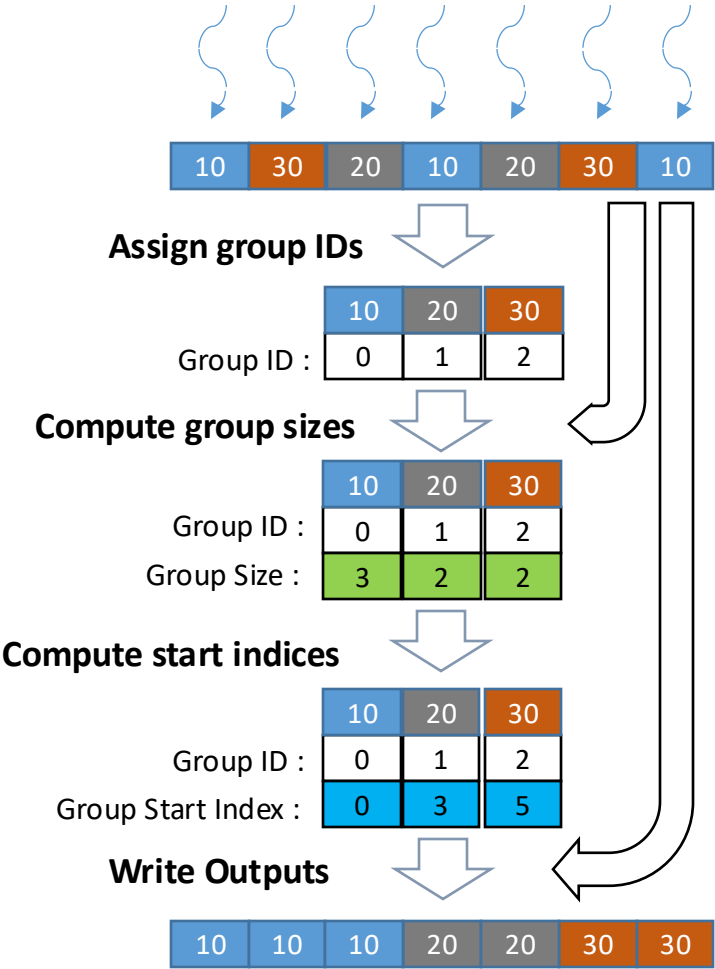 10 30 20 10 20 30 10
Assign group IDs
10 20 30
Group ID : 0 1 2
Compute group sizes
10 20 30
Group ID : 0 1 2
Group Size : 3 2 2
Compute start indices
10 20 30
Group ID : 0 1 2
Group Start Index : 0 3 5
Write Outputs
10 10 10 20 20 30 30